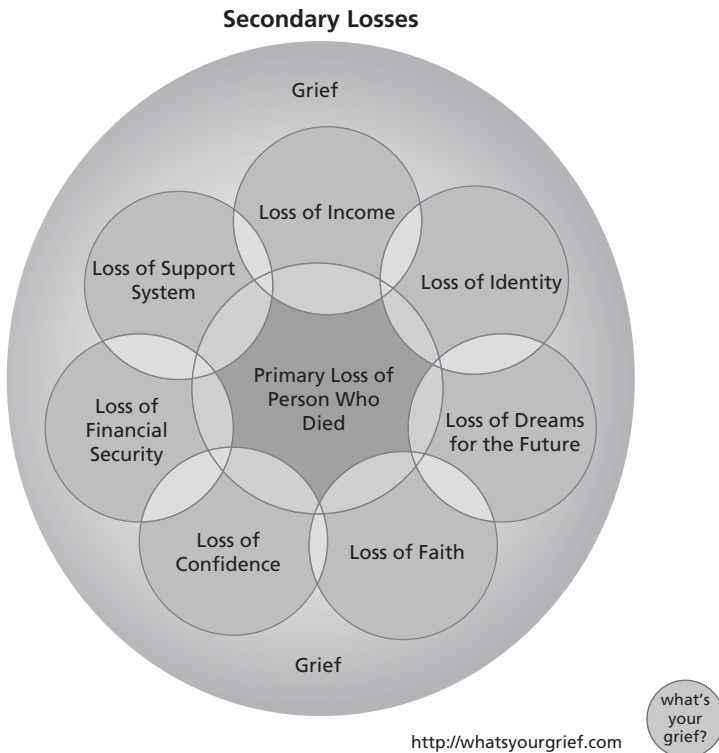 Secondary Losses
Grief
Loss of Income
Loss of Support
System
Loss of Identity
Primary Loss of
Person Who
Died
Loss of
Financial
Security
Loss of Dreams
for the Future
Loss of
Confidence
Loss of Faith
Grief
what's
your
grief?
http://whatsyourgrief.com